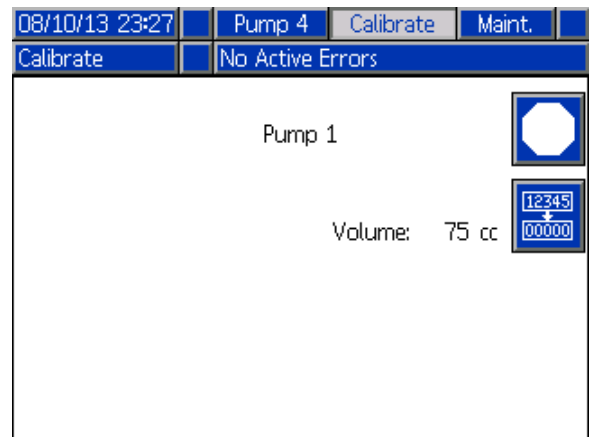 08/10/13 23:27 Pump 4 Calibrate Maint.
Calibrate No Active Errors
Pump 1
12345
Volume: 75 cc 00000